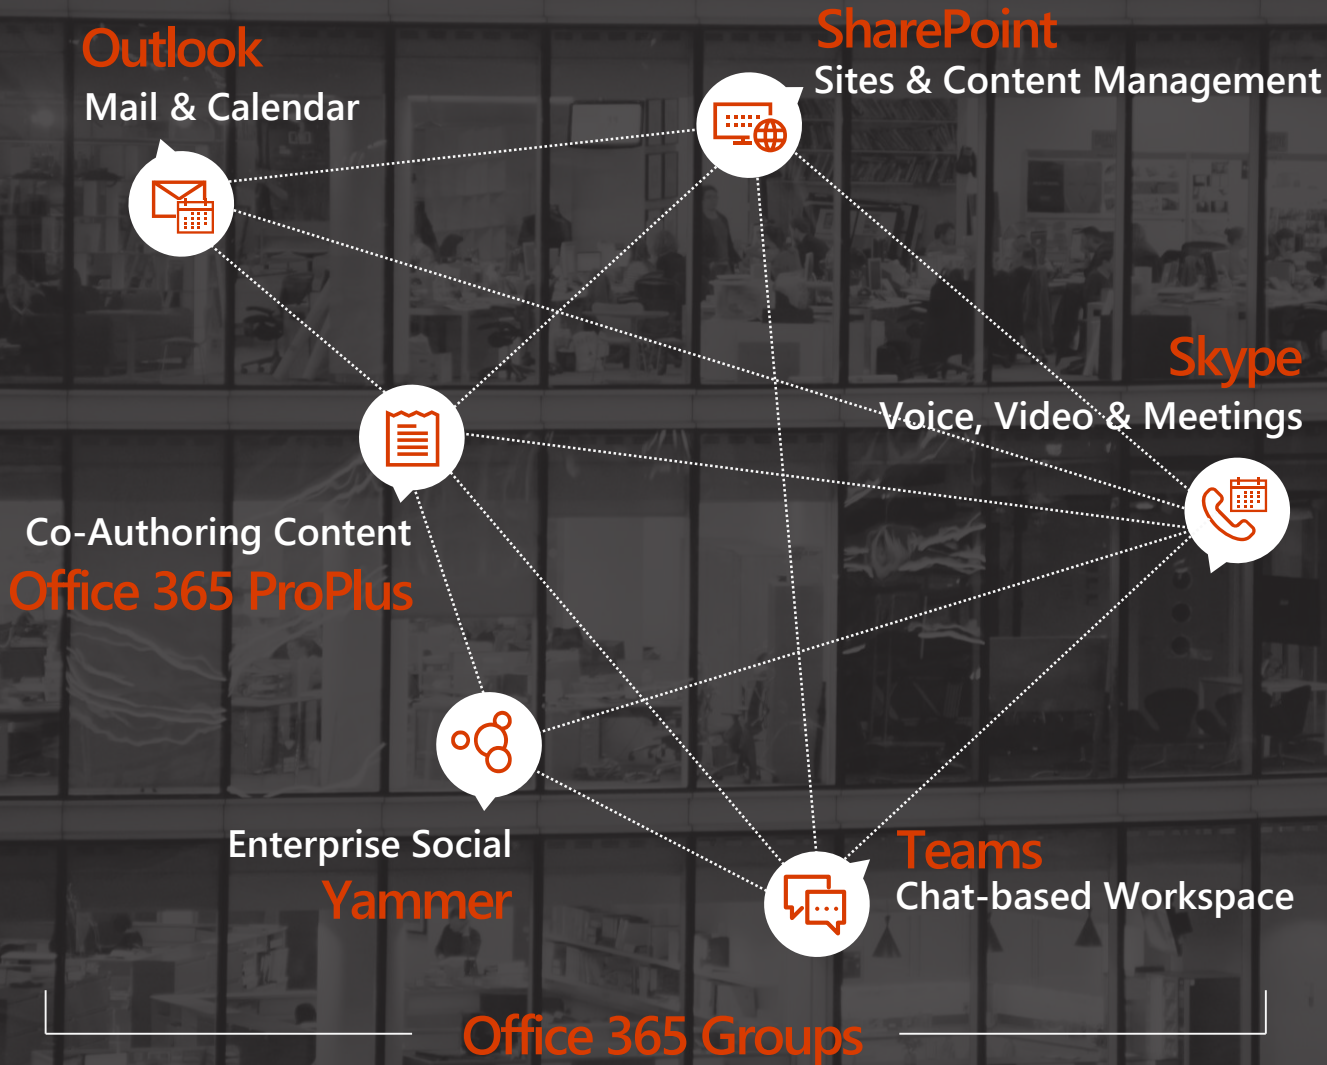 Outlook
Mail & Calendar
SharePoint
Sites & Content Management
Skype
Voice, Video & Meetings
Co-Authoring Content
Office 365 ProPlus
Enterprise Social
Yammer
Teams
Chat-based Workspace
Office 365 Groups